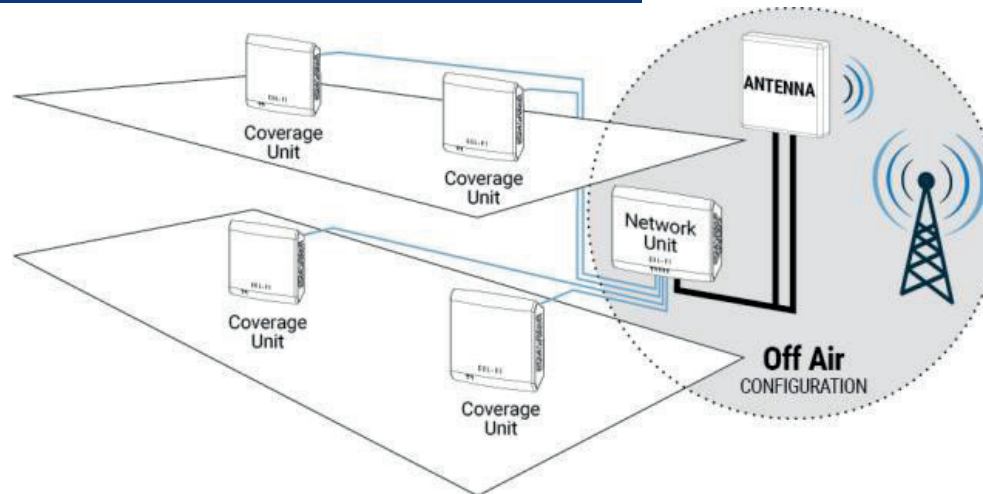 ANTENNA
Coverage
Unit
Coverage
Unit
Network
Unit
Coverage
Unit
Coverage
Unit
Off Air
CONFIGURATION